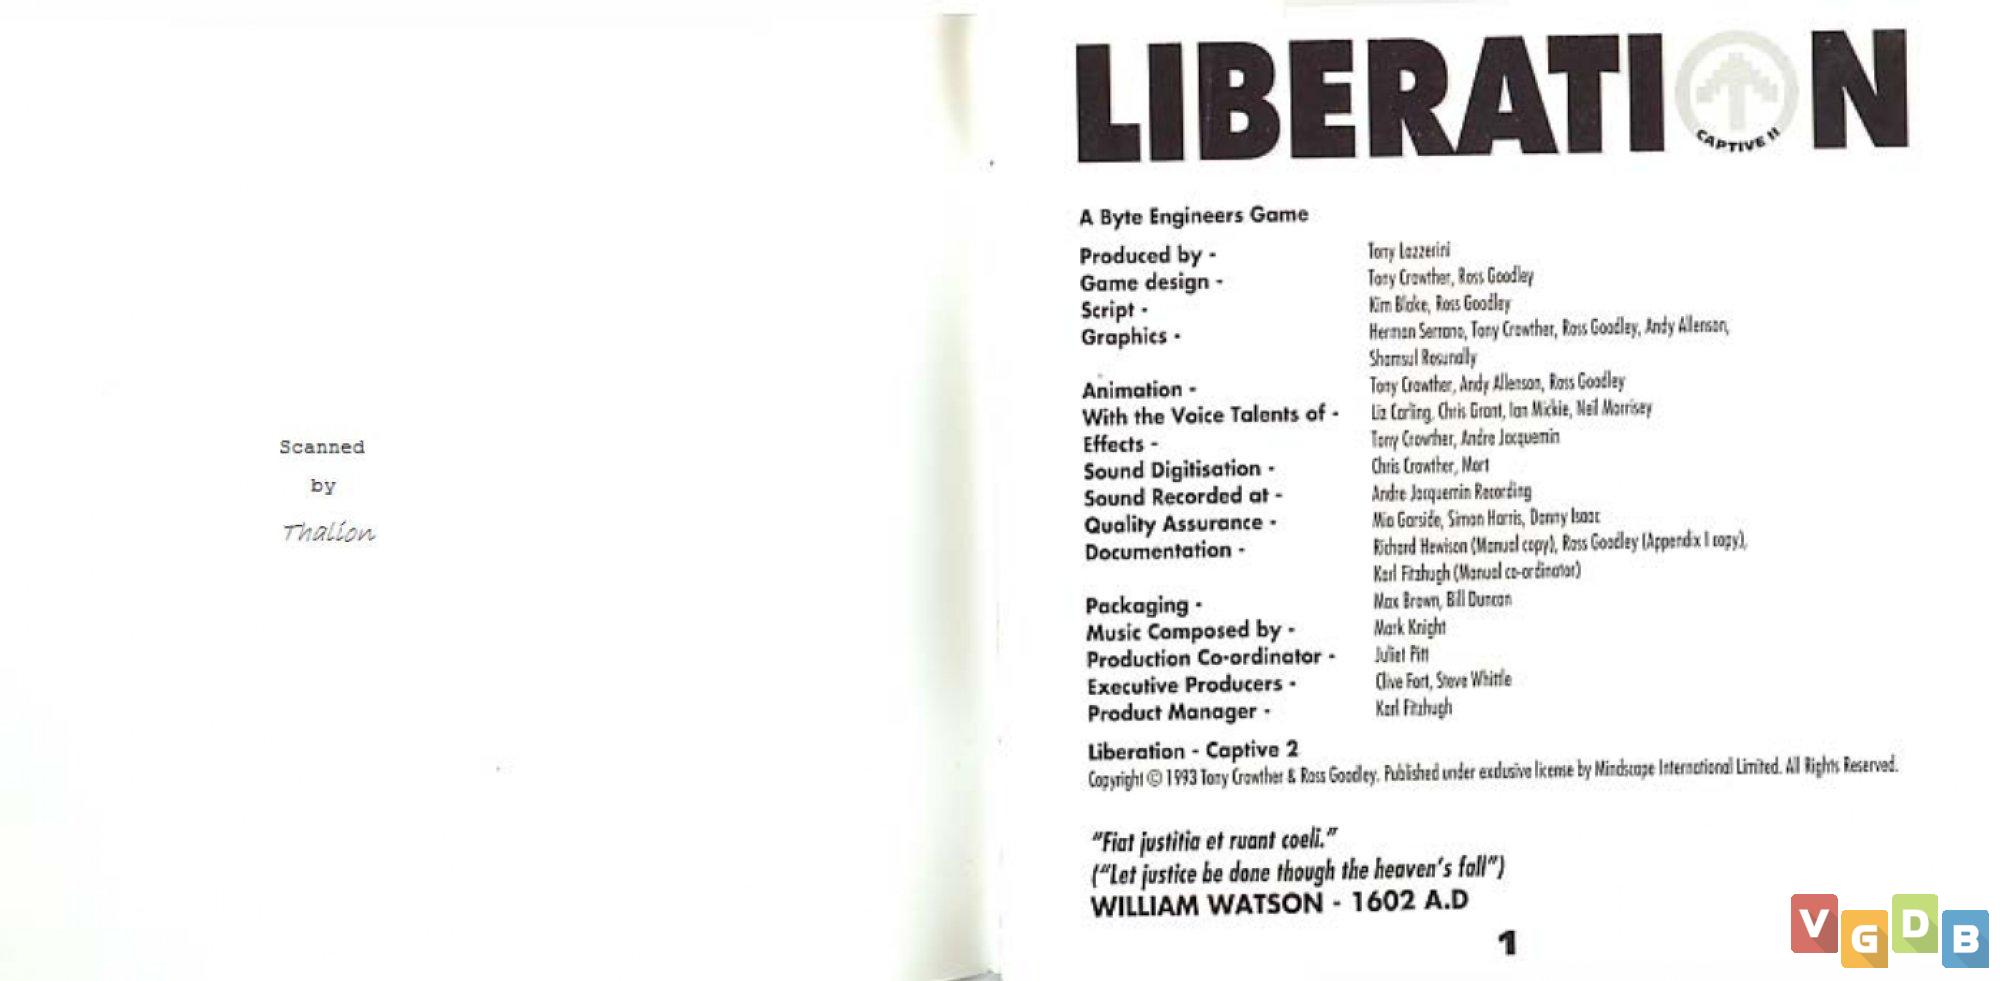 Scanned
by
Thalion
LIBERATION
CAPTIVE II
A Byte Engineers Game
Produced by - Tony Lazzerini
Game design - Tony Crowther, Ross Goodley
Script - Kim Blake, Ross Goodley
Graphics - Herman Serrano, Tony Crowther, Ross Goodley, Andy Allenson,
Shamsul Rosunally
Animation - Tony Crowther, Andy Allenson, Ross Goodley
With the Voice Talents of - Liz Carling, Chris Grant, Ian Mickie, Neil Morrisey
Effects - Tony Crowther, Andre Jacquemin
Sound Digitisation - Chris Crowther, Mort
Sound Recorded at - Andre Jacquemin Recording
Quality Assurance - Mia Garside, Simon Harris, Danny Isaac
Documentation - Richard Hewison (Manual copy), Ross Goodley (Appendix I copy),
Karl Fitzhugh (Manual co-ordinator)
Packaging - Max Brown, Bill Duncan
Music Composed by - Mark Knight
Production Co-ordinator - Juliet Pitt
Executive Producers - Clive Fort, Steve Whittle
Product Manager - Karl Fitzhugh
Liberation - Captive 2
Copyright © 1993 Tony Crowther & Ross Goodley. Published under exclusive license by Mindscape International Limited. All Rights Reserved.
"Fiat justitia et ruant coeli."
("Let justice be done though the heaven's fall")
WILLIAM WATSON - 1602 A.D
1
VGDB